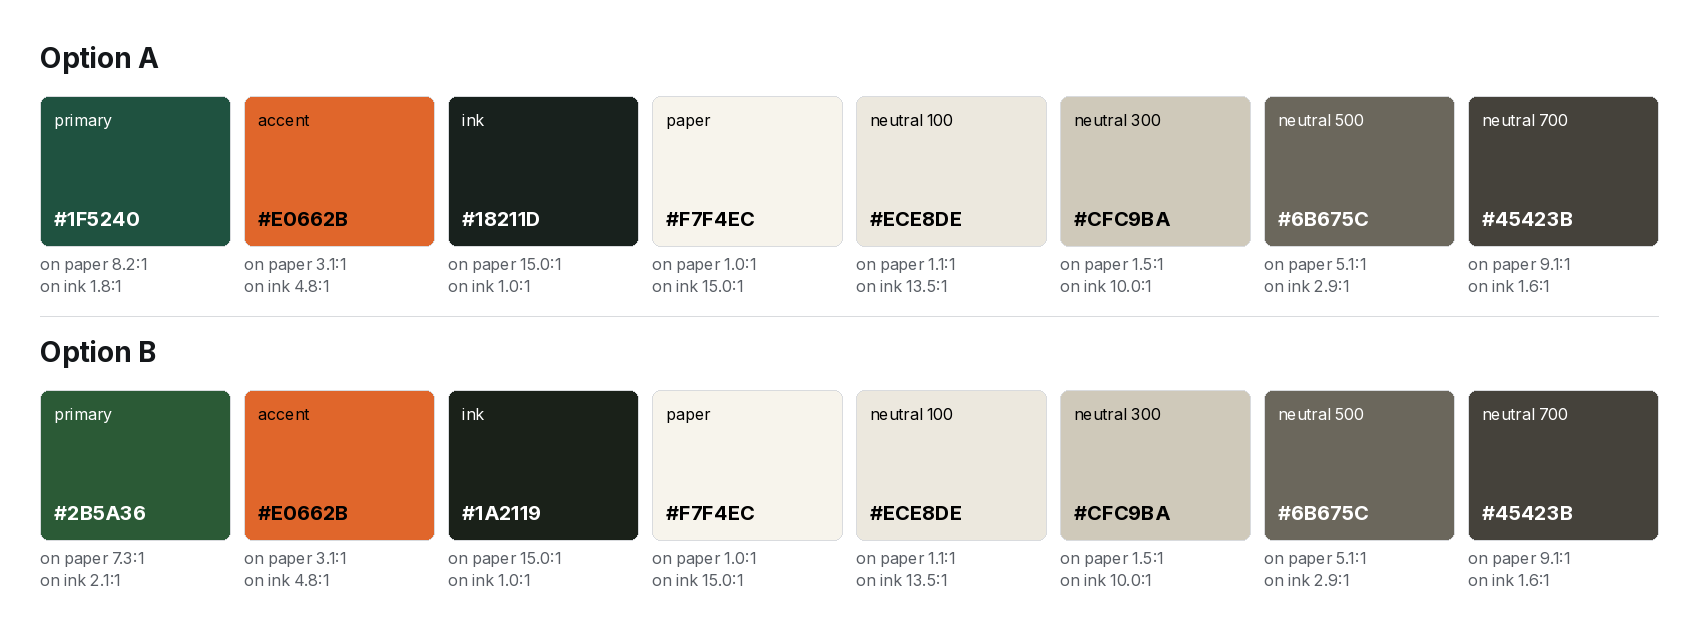 Option A
primary
accent
ink
paper
neutral 100
neutral 300
neutral 500
neutral 700
#1F5240
#E0662B
#18211D
#F7F4EC
#ECE8DE
#CFC9BA
#6B675C
#45423B
on paper 8.2:1
on paper 3.1:1
on paper 15.0:1
on paper 1.0:1
on paper 1.1:1
on paper 1.5:1
on paper 5.1:1
on paper 9.1:1
on ink 1.8:1
on ink 4.8:1
on ink 1.0:1
on ink 15.0:1
on ink 13.5:1
on ink 10.0:1
on ink 2.9:1
on ink 1.6:1
Option B
primary
accent
ink
paper
neutral 100
neutral 300
neutral 500
neutral 700
#2B5A36
#E0662B
#1A2119
#F7F4EC
#ECE8DE
#CFC9BA
#6B675C
#45423B
on paper 7.3:1
on paper 3.1:1
on paper 15.0:1
on paper 1.0:1
on paper 1.1:1
on paper 1.5:1
on paper 5.1:1
on paper 9.1:1
on ink 2.1:1
on ink 4.8:1
on ink 1.0:1
on ink 15.0:1
on ink 13.5:1
on ink 10.0:1
on ink 2.9:1
on ink 1.6:1